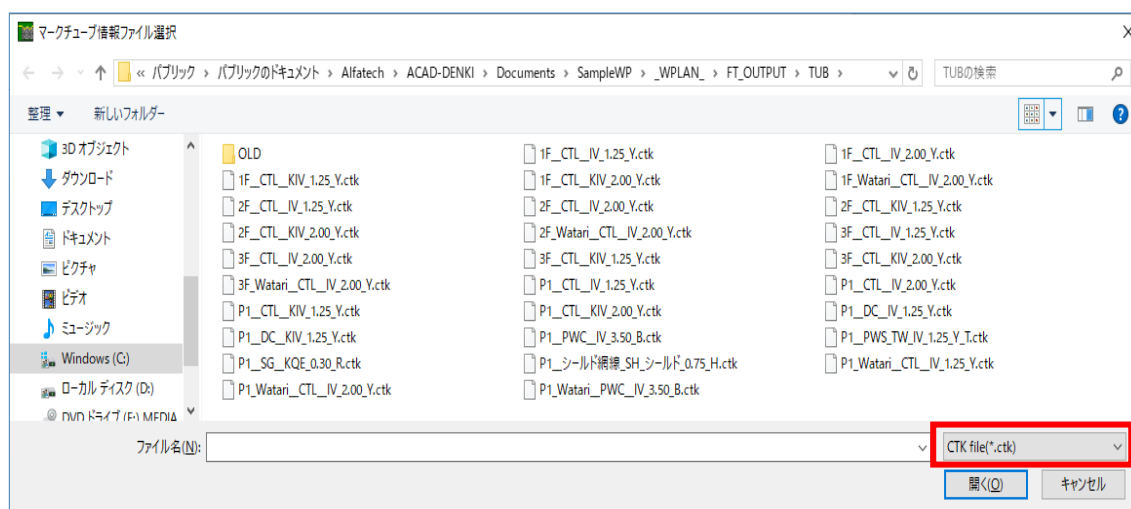 マークチューブ情報ファイル選択
« パブリック › パブリックのドキュメント › Alfatech › ACAD-DENKI › Documents › SampleWP › _WPLAN_ › FT_OUTPUT › TUB ›
TUBの検索
整理 新しいフォルダー
3D オブジェクト
ダウンロード
デスクトップ
ドキュメント
ピクチャ
ビデオ
ミュージック
Windows (C:)
ローカル ディスク (D:)
DVD ドライブ (F:) MEDIA
OLD 1F__CTL__IV_1.25_Y.ctk 1F__CTL__IV_2.00_Y.ctk
1F__CTL__KIV_1.25_Y.ctk 1F__CTL__KIV_2.00_Y.ctk 1F_Watari__CTL__IV_2.00_Y.ctk
2F__CTL__IV_1.25_Y.ctk 2F__CTL__IV_2.00_Y.ctk 2F__CTL__KIV_1.25_Y.ctk
2F__CTL__KIV_2.00_Y.ctk 2F_Watari__CTL__IV_2.00_Y.ctk 3F__CTL__IV_1.25_Y.ctk
3F__CTL__IV_2.00_Y.ctk 3F__CTL__KIV_1.25_Y.ctk 3F__CTL__KIV_2.00_Y.ctk
3F_Watari__CTL__IV_2.00_Y.ctk P1__CTL__IV_1.25_Y.ctk P1__CTL__IV_2.00_Y.ctk
P1__CTL__KIV_1.25_Y.ctk P1__CTL__KIV_2.00_Y.ctk P1__DC__IV_1.25_Y.ctk
P1__DC__KIV_1.25_Y.ctk P1__PWC__IV_3.50_B.ctk P1__PWS_TW_IV_1.25_Y_T.ctk
P1__SG__KQE_0.30_R.ctk P1__シールド網線_SH_シールド_0.75_H.ctk P1_Watari__CTL__IV_1.25_Y.ctk
P1_Watari__CTL__IV_2.00_Y.ctk P1_Watari__PWC__IV_3.50_B.ctk
ファイル名(N):
CTK file(*.ctk)
開く(O) キャンセル